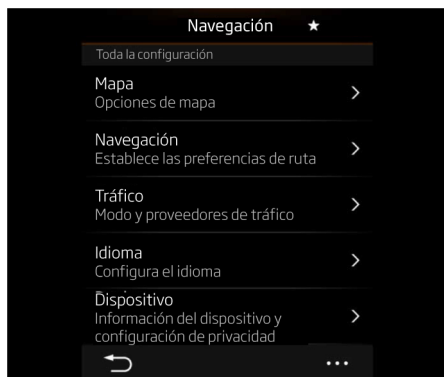 Navegación
Toda la configuración
Mapa
Opciones de mapa
Navegación
Establece las preferencias de ruta
Tráfico
Modo y proveedores de tráfico
Idioma
Configura el idioma
Dispositivo
Información del dispositivo y
configuración de privacidad